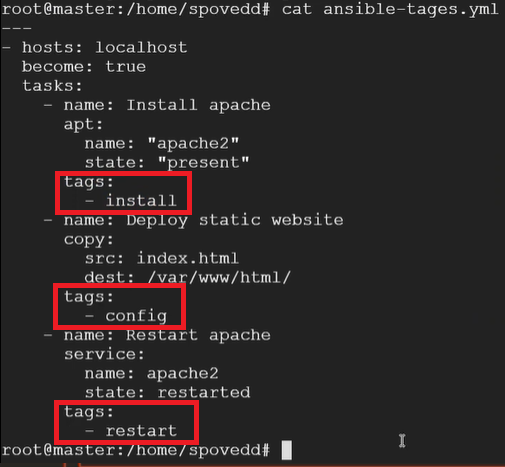 root@master:/home/spovedd# cat ansible-tages.yml
---
- hosts: localhost
  become: true
  tasks:
    - name: Install apache
      apt:
        name: "apache2"
        state: "present"
      tags:
        - install
    - name: Deploy static website
      copy:
        src: index.html
        dest: /var/www/html/
      tags:
        - config
    - name: Restart apache
      service:
        name: apache2
        state: restarted
      tags:
        - restart
root@master:/home/spovedd#